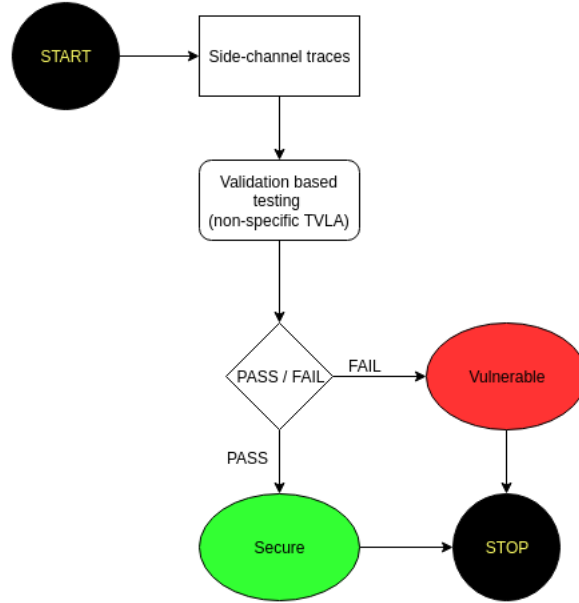 START
Side-channel traces
Validation based
testing
(non-specific TVLA)
PASS / FAIL
FAIL
Vulnerable
PASS
Secure
STOP